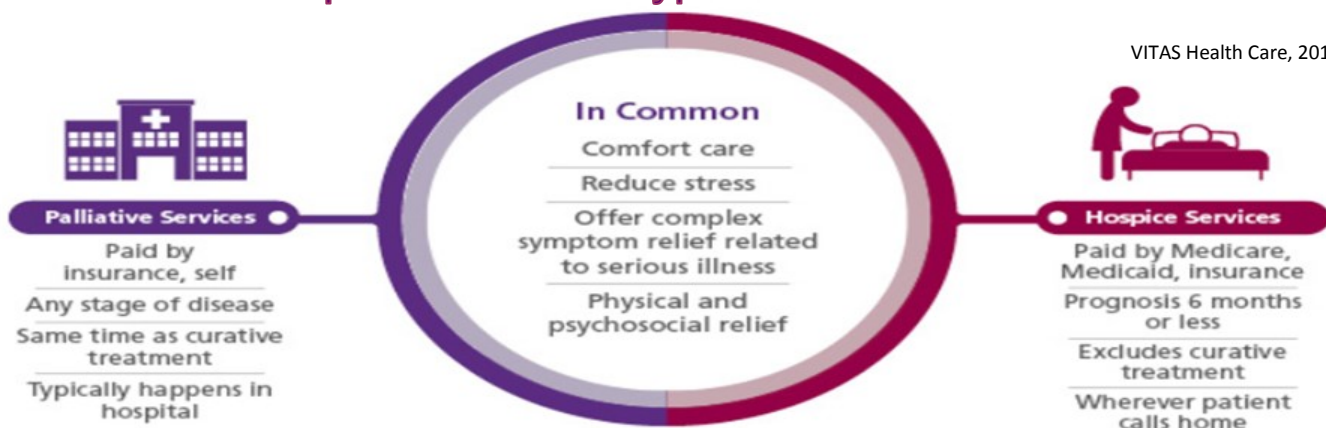 VITAS Health Care, 201
In Common
Comfort care
Reduce stress
Offer complex
symptom relief related
to serious illness
Physical and
psychosocial relief
Palliative Services
Paid by
insurance, self
Any stage of disease
Same time as curative
treatment
Typically happens in
hospital
Hospice Services
Paid by Medicare,
Medicaid, insurance
Prognosis 6 months
or less
Excludes curative
treatment
Wherever patient
calls home